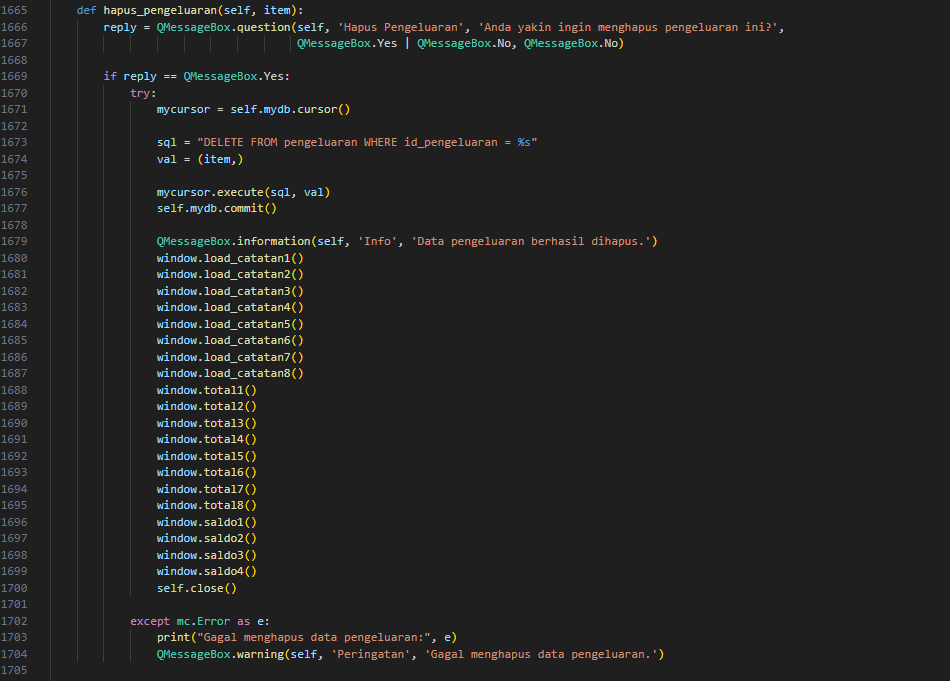 1665 def hapus_pengeluaran(self, item):
1666 reply = QMessageBox.question(self, 'Hapus Pengeluaran', 'Anda yakin ingin menghapus pengeluaran ini?',
1667 QMessageBox.Yes | QMessageBox.No, QMessageBox.No)
1668
1669 if reply == QMessageBox.Yes:
1670 try:
1671 mycursor = self.mydb.cursor()
1672
1673 sql = "DELETE FROM pengeluaran WHERE id_pengeluaran = %s"
1674 val = (item,)
1675
1676 mycursor.execute(sql, val)
1677 self.mydb.commit()
1678
1679 QMessageBox.information(self, 'Info', 'Data pengeluaran berhasil dihapus.')
1680 window.load_catatan1()
1681 window.load_catatan2()
1682 window.load_catatan3()
1683 window.load_catatan4()
1684 window.load_catatan5()
1685 window.load_catatan6()
1686 window.load_catatan7()
1687 window.load_catatan8()
1688 window.total1()
1689 window.total2()
1690 window.total3()
1691 window.total4()
1692 window.total5()
1693 window.total6()
1694 window.total7()
1695 window.total8()
1696 window.saldo1()
1697 window.saldo2()
1698 window.saldo3()
1699 window.saldo4()
1700 self.close()
1701
1702 except mc.Error as e:
1703 print("Gagal menghapus data pengeluaran:", e)
1704 QMessageBox.warning(self, 'Peringatan', 'Gagal menghapus data pengeluaran.')
1705